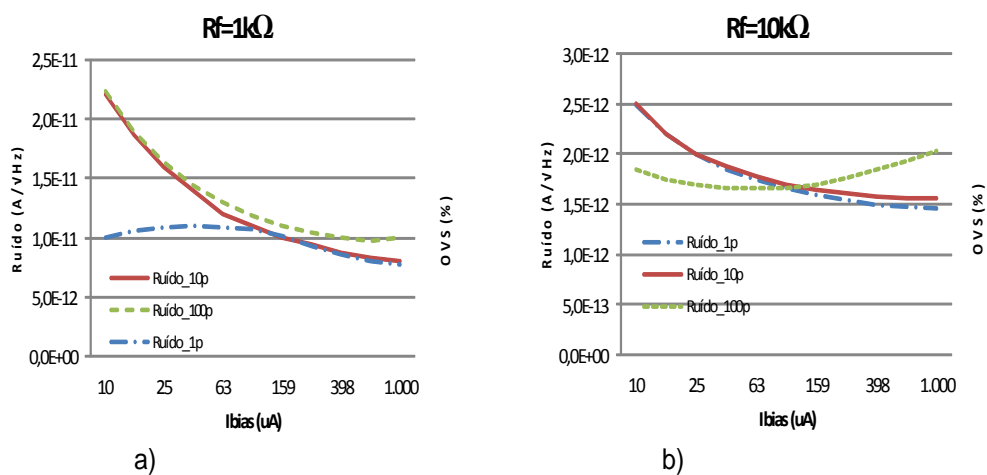 Rf=1kΩ
2,5E-11
2,0E-11
1,5E-11
1,0E-11
5,0E-12
0,0E+00
Ruído (A/√Hz)
Ruído_10p
Ruído_100p
Ruído_1p
OVS (%)
10 25 63 159 398 1.000
Ibias (uA)
a)
Rf=10kΩ
3,0E-12
2,5E-12
2,0E-12
1,5E-12
1,0E-12
5,0E-13
0,0E+00
Ruído (A/√Hz)
Ruído_1p
Ruído_10p
Ruído_100p
OVS (%)
10 25 63 159 398 1.000
Ibias (uA)
b)